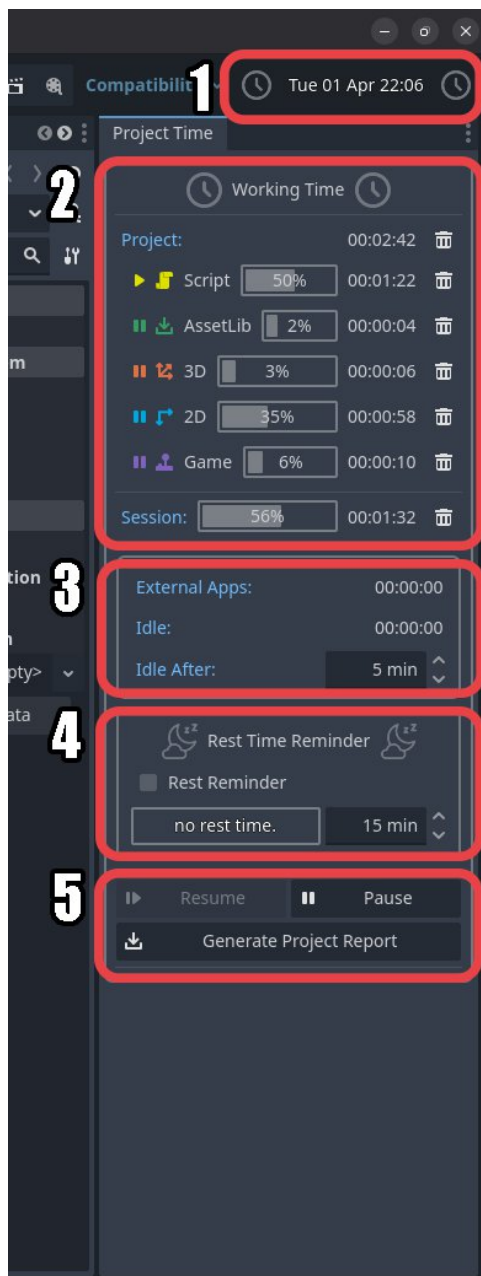 Compatibilit
1
Tue 01 Apr 22:06
Project Time
2
Working Time
Project: 00:02:42
Script 50% 00:01:22
AssetLib 2% 00:00:04
m
3D 3% 00:00:06
2D 35% 00:00:58
Game 6% 00:00:10
Session: 56% 00:01:32
tion
3
External Apps: 00:00:00
Idle: 00:00:00
n
pty>
Idle After: 5 min
ata
4
Rest Time Reminder
Rest Reminder
no rest time. 15 min
5
Resume Pause
Generate Project Report